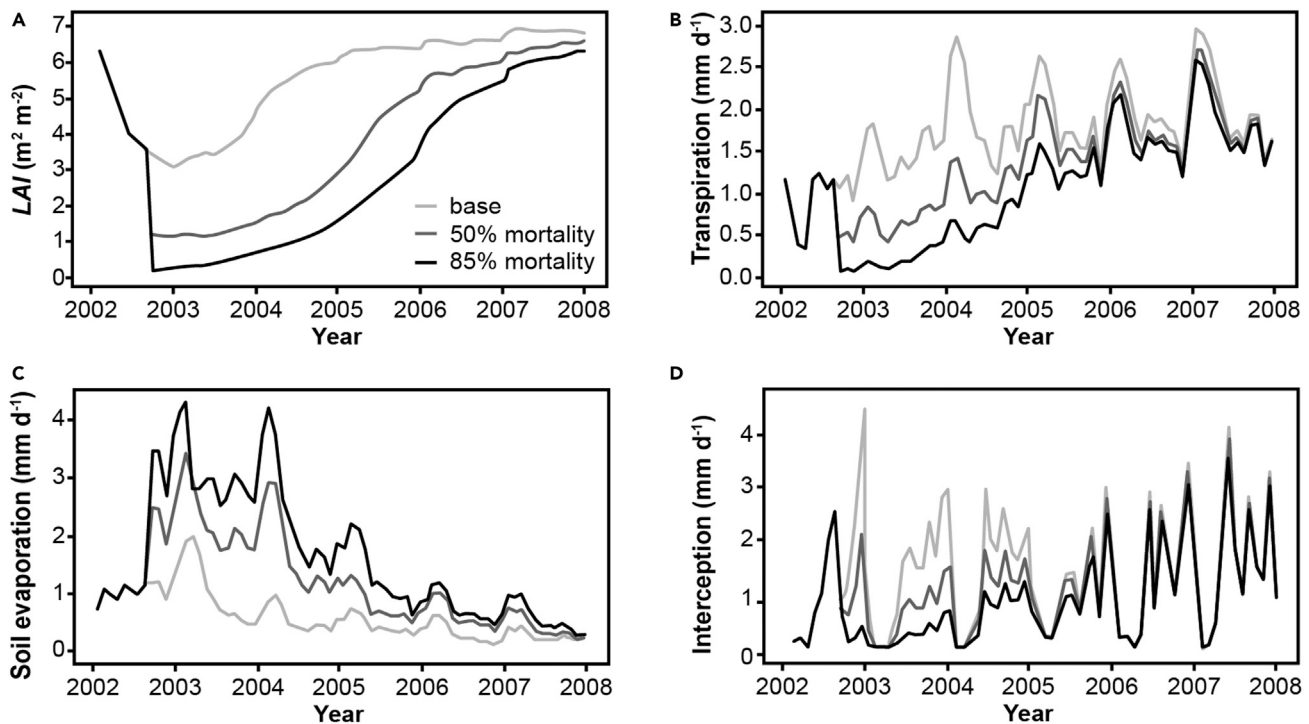 A
LAI (m² m⁻²)
7
6
5
4
3
2
1
0
base
50% mortality
85% mortality
2002 2003 2004 2005 2006 2007 2008
Year
B
Transpiration (mm d⁻¹)
3.0
2.5
2.0
1.5
1.0
0.5
0.0
2002 2003 2004 2005 2006 2007 2008
Year
C
Soil evaporation (mm d⁻¹)
4
3
2
1
0
2002 2003 2004 2005 2006 2007 2008
Year
D
Interception (mm d⁻¹)
4
3
2
1
0
2002 2003 2004 2005 2006 2007 2008
Year